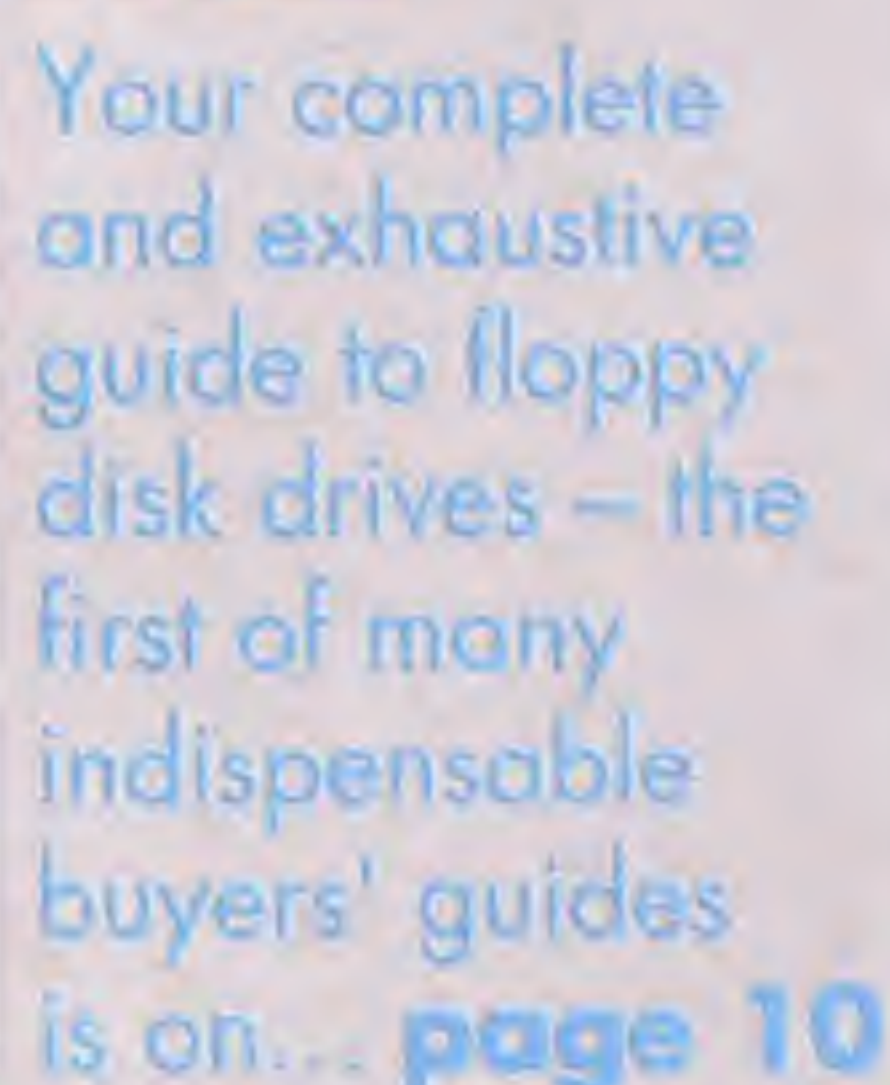 Your complete
and exhaustive
guide to floppy
disk drives – the
first of many
indispensable
buyers' guides
is on... page 10